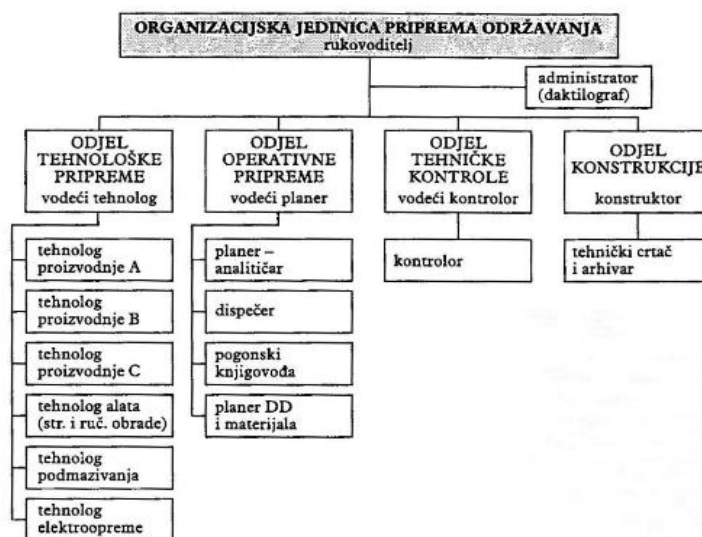 ORGANIZACIJSKA JEDINICA PRIPREMA ODRŽAVANJA
rukovoditelj
administrator
(daktilograf)
ODJEL
TEHNOLOŠKE
PRIPREME
vodeći tehnolog
tehnolog
proizvodnje A
tehnolog
proizvodnje B
tehnolog
proizvodnje C
tehnolog alata
(str. i ruč. obrade)
tehnolog
podmazivanja
tehnolog
elektroopreme
ODJEL
OPERATIVNE
PRIPREME
vodeći planer
planer –
analitičar
dispečer
pogonski
knjigovođa
planer DD
i materijala
ODJEL
TEHNIČKE
KONTROLE
vodeći kontrolor
kontrolor
ODJEL
KONSTRUKCIJE
konstruktor
tehnički crtač
i arhivar